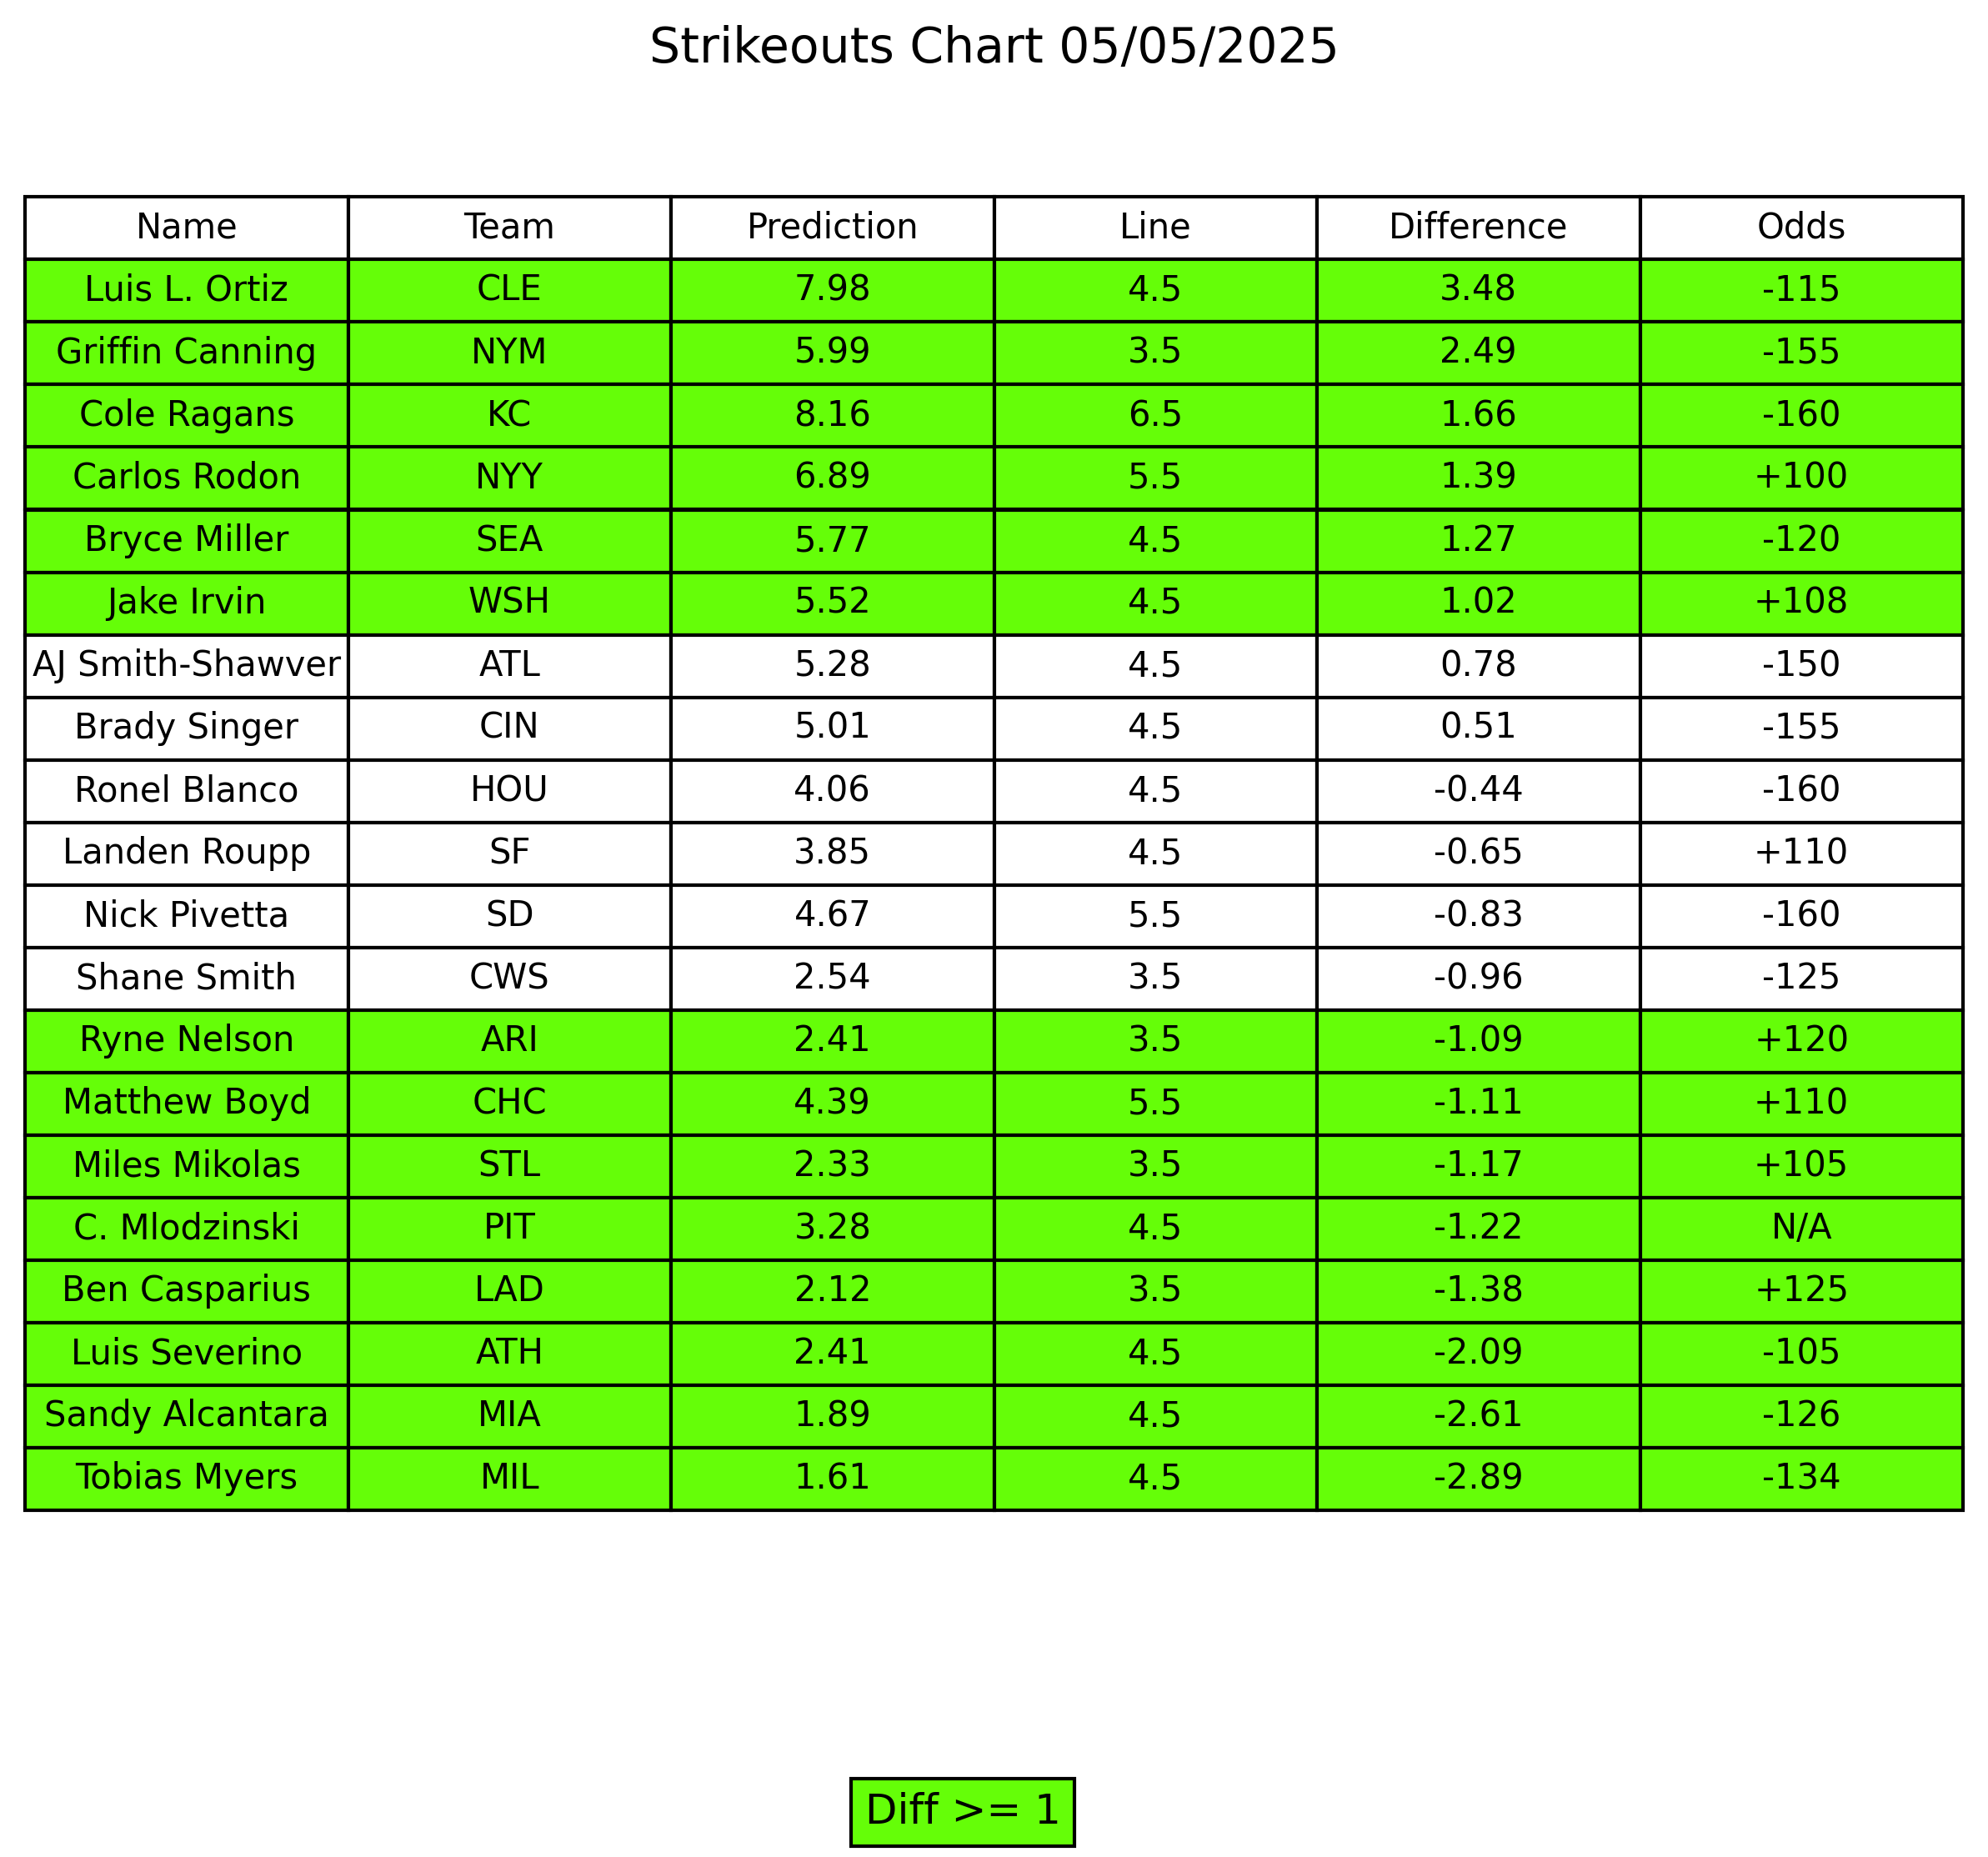 Strikeouts Chart 05/05/2025
Name Team Prediction Line Difference Odds
Luis L. Ortiz CLE 7.98 4.5 3.48 -115
Griffin Canning NYM 5.99 3.5 2.49 -155
Cole Ragans KC 8.16 6.5 1.66 -160
Carlos Rodon NYY 6.89 5.5 1.39 +100
Bryce Miller SEA 5.77 4.5 1.27 -120
Jake Irvin WSH 5.52 4.5 1.02 +108
AJ Smith-Shawver ATL 5.28 4.5 0.78 -150
Brady Singer CIN 5.01 4.5 0.51 -155
Ronel Blanco HOU 4.06 4.5 -0.44 -160
Landen Roupp SF 3.85 4.5 -0.65 +110
Nick Pivetta SD 4.67 5.5 -0.83 -160
Shane Smith CWS 2.54 3.5 -0.96 -125
Ryne Nelson ARI 2.41 3.5 -1.09 +120
Matthew Boyd CHC 4.39 5.5 -1.11 +110
Miles Mikolas STL 2.33 3.5 -1.17 +105
C. Mlodzinski PIT 3.28 4.5 -1.22 N/A
Ben Casparius LAD 2.12 3.5 -1.38 +125
Luis Severino ATH 2.41 4.5 -2.09 -105
Sandy Alcantara MIA 1.89 4.5 -2.61 -126
Tobias Myers MIL 1.61 4.5 -2.89 -134
Diff >= 1